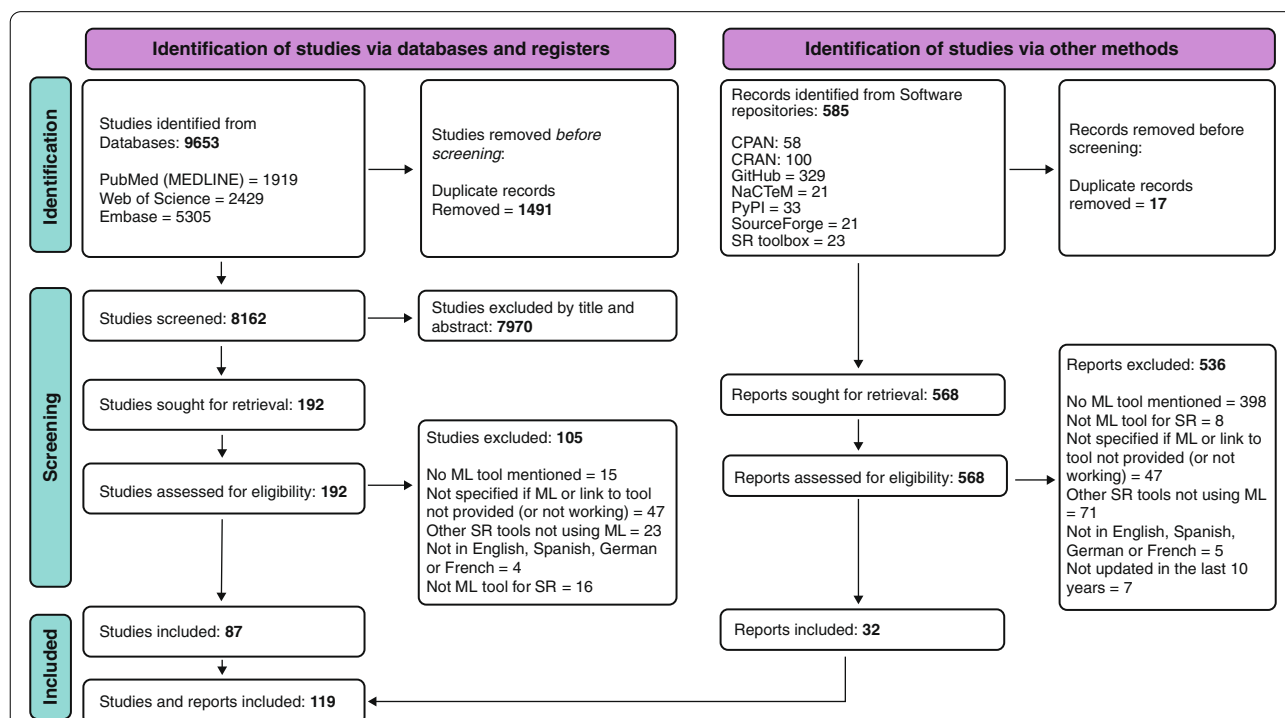 Identification of studies via databases and registers
Identification
Studies identified from
Databases: 9653
PubMed (MEDLINE) = 1919
Web of Science = 2429
Embase = 5305
Studies removed before
screening:
Duplicate records
Removed = 1491
Screening
Studies screened: 8162
Studies excluded by title and
abstract: 7970
Studies sought for retrieval: 192
Studies assessed for eligibility: 192
Studies excluded: 105
No ML tool mentioned = 15
Not specified if ML or link to tool
not provided (or not working) = 47
Other SR tools not using ML = 23
Not in English, Spanish, German
or French = 4
Not ML tool for SR = 16
Included
Studies included: 87
Studies and reports included: 119
Identification of studies via other methods
Records identified from Software
repositories: 585
CPAN: 58
CRAN: 100
GitHub = 329
NaCTeM = 21
PyPI = 33
SourceForge = 21
SR toolbox = 23
Records removed before
screening:
Duplicate records
removed = 17
Reports sought for retrieval: 568
Reports assessed for eligibility: 568
Reports excluded: 536
No ML tool mentioned = 398
Not ML tool for SR = 8
Not specified if ML or link to
tool not provided (or not
working) = 47
Other SR tools not using ML
= 71
Not in English, Spanish,
German or French = 5
Not updated in the last 10
years = 7
Reports included: 32